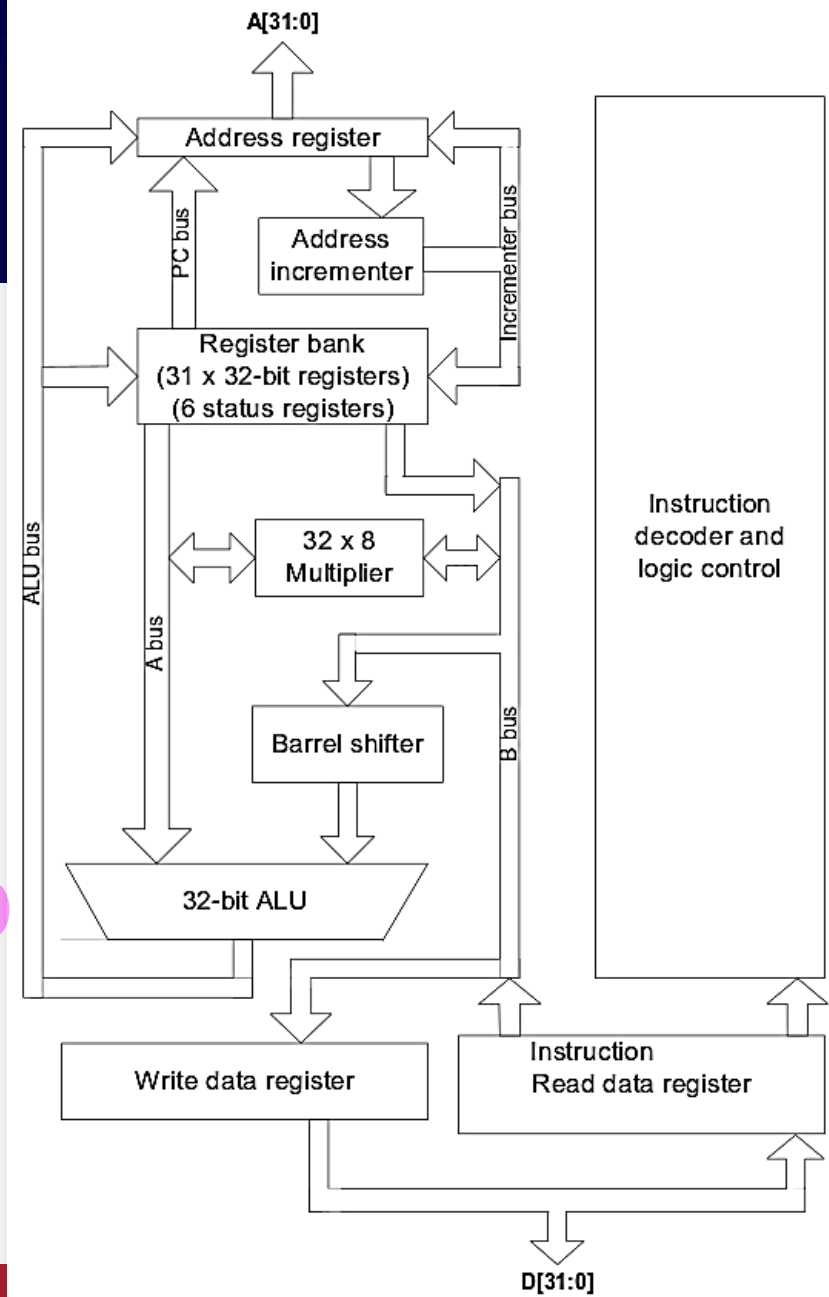 A[31:0]
Address register
PC bus
Address
incrementer
Incrementer bus
Register bank
(31 x 32-bit registers)
(6 status registers)
ALU bus
A bus
32 x 8
Multiplier
B bus
Barrel shifter
32-bit ALU
Instruction
decoder and
logic control
Write data register
Instruction
Read data register
D[31:0]